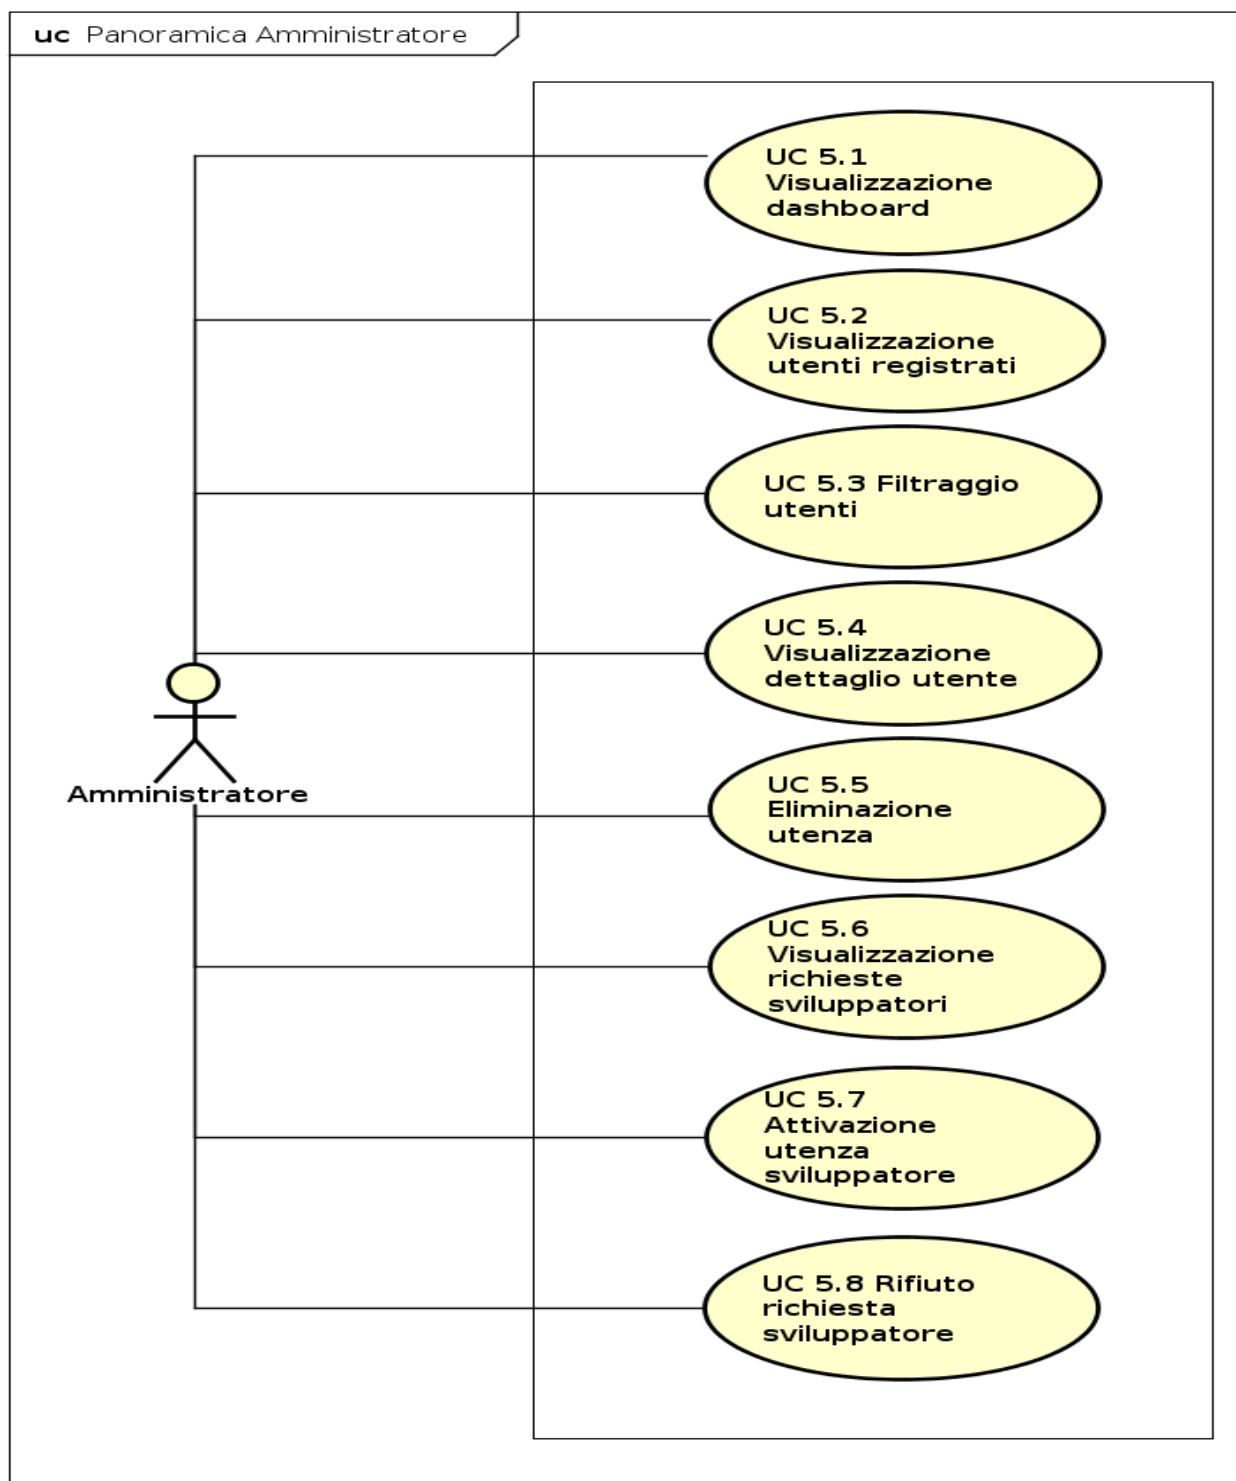 uc Panoramica Amministratore
UC 5.1
Visualizzazione
dashboard
UC 5.2
Visualizzazione
utenti registrati
UC 5.3 Filtraggio
utenti
UC 5.4
Visualizzazione
dettaglio utente
Amministratore
UC 5.5
Eliminazione
utenza
UC 5.6
Visualizzazione
richieste
sviluppatori
UC 5.7
Attivazione
utenza
sviluppatore
UC 5.8 Rifiuto
richiesta
sviluppatore